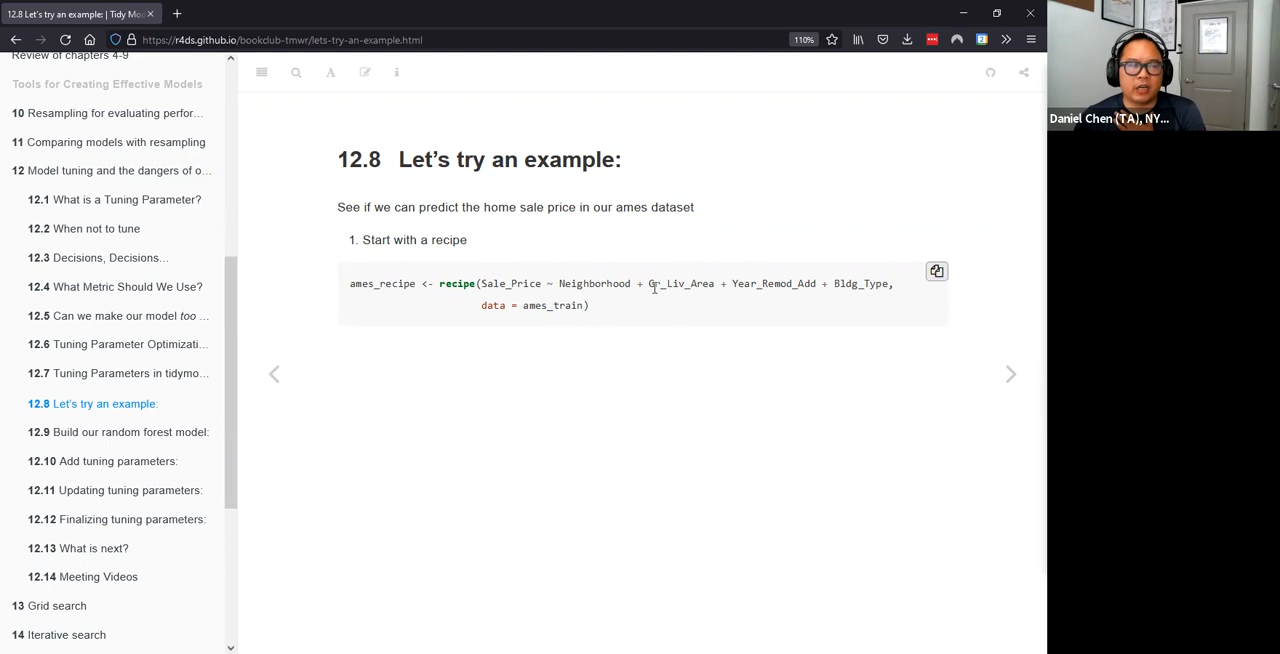 12.8 Let's try an example: | Tidy Mod
https://r4ds.github.io/bookclub-tmwr/lets-try-an-example.html
110%
Review of chapters 4-9
Tools for Creating Effective Models
10 Resampling for evaluating perfor...
11 Comparing models with resampling
12 Model tuning and the dangers of o...
12.1 What is a Tuning Parameter?
12.2 When not to tune
12.3 Decisions, Decisions...
12.4 What Metric Should We Use?
12.5 Can we make our model too ...
12.6 Tuning Parameter Optimizati...
12.7 Tuning Parameters in tidymo...
12.8 Let's try an example:
12.9 Build our random forest model:
12.10 Add tuning parameters:
12.11 Updating tuning parameters:
12.12 Finalizing tuning parameters:
12.13 What is next?
12.14 Meeting Videos
13 Grid search
14 Iterative search
12.8 Let's try an example:
See if we can predict the home sale price in our ames dataset
1. Start with a recipe
ames_recipe <- recipe(Sale_Price ~ Neighborhood + Gr_Liv_Area + Year_Remod_Add + Bldg_Type,
data = ames_train)
Daniel Chen (TA), NY...